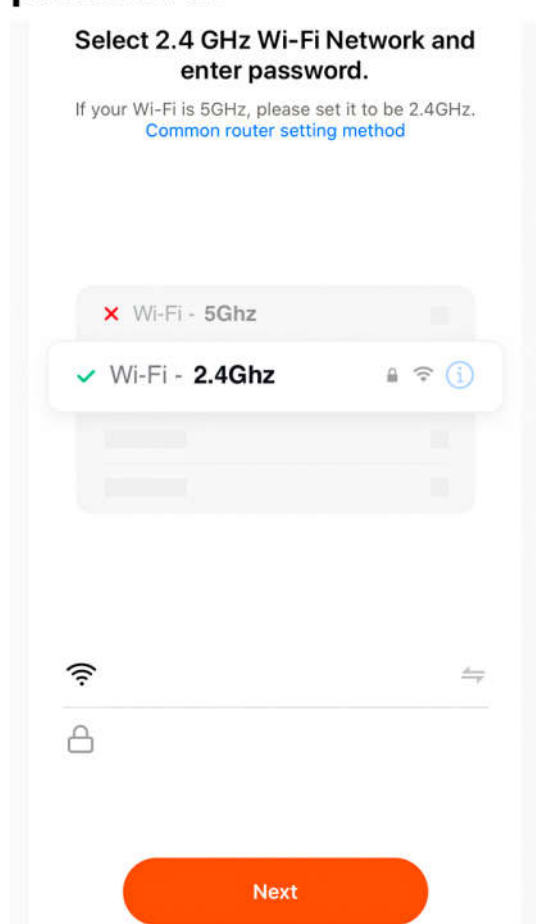 Select 2.4 GHz Wi-Fi Network and
enter password.
If your Wi-Fi is 5GHz, please set it to be 2.4GHz.
Common router setting method
Wi-Fi - 5Ghz
Wi-Fi - 2.4Ghz
Next